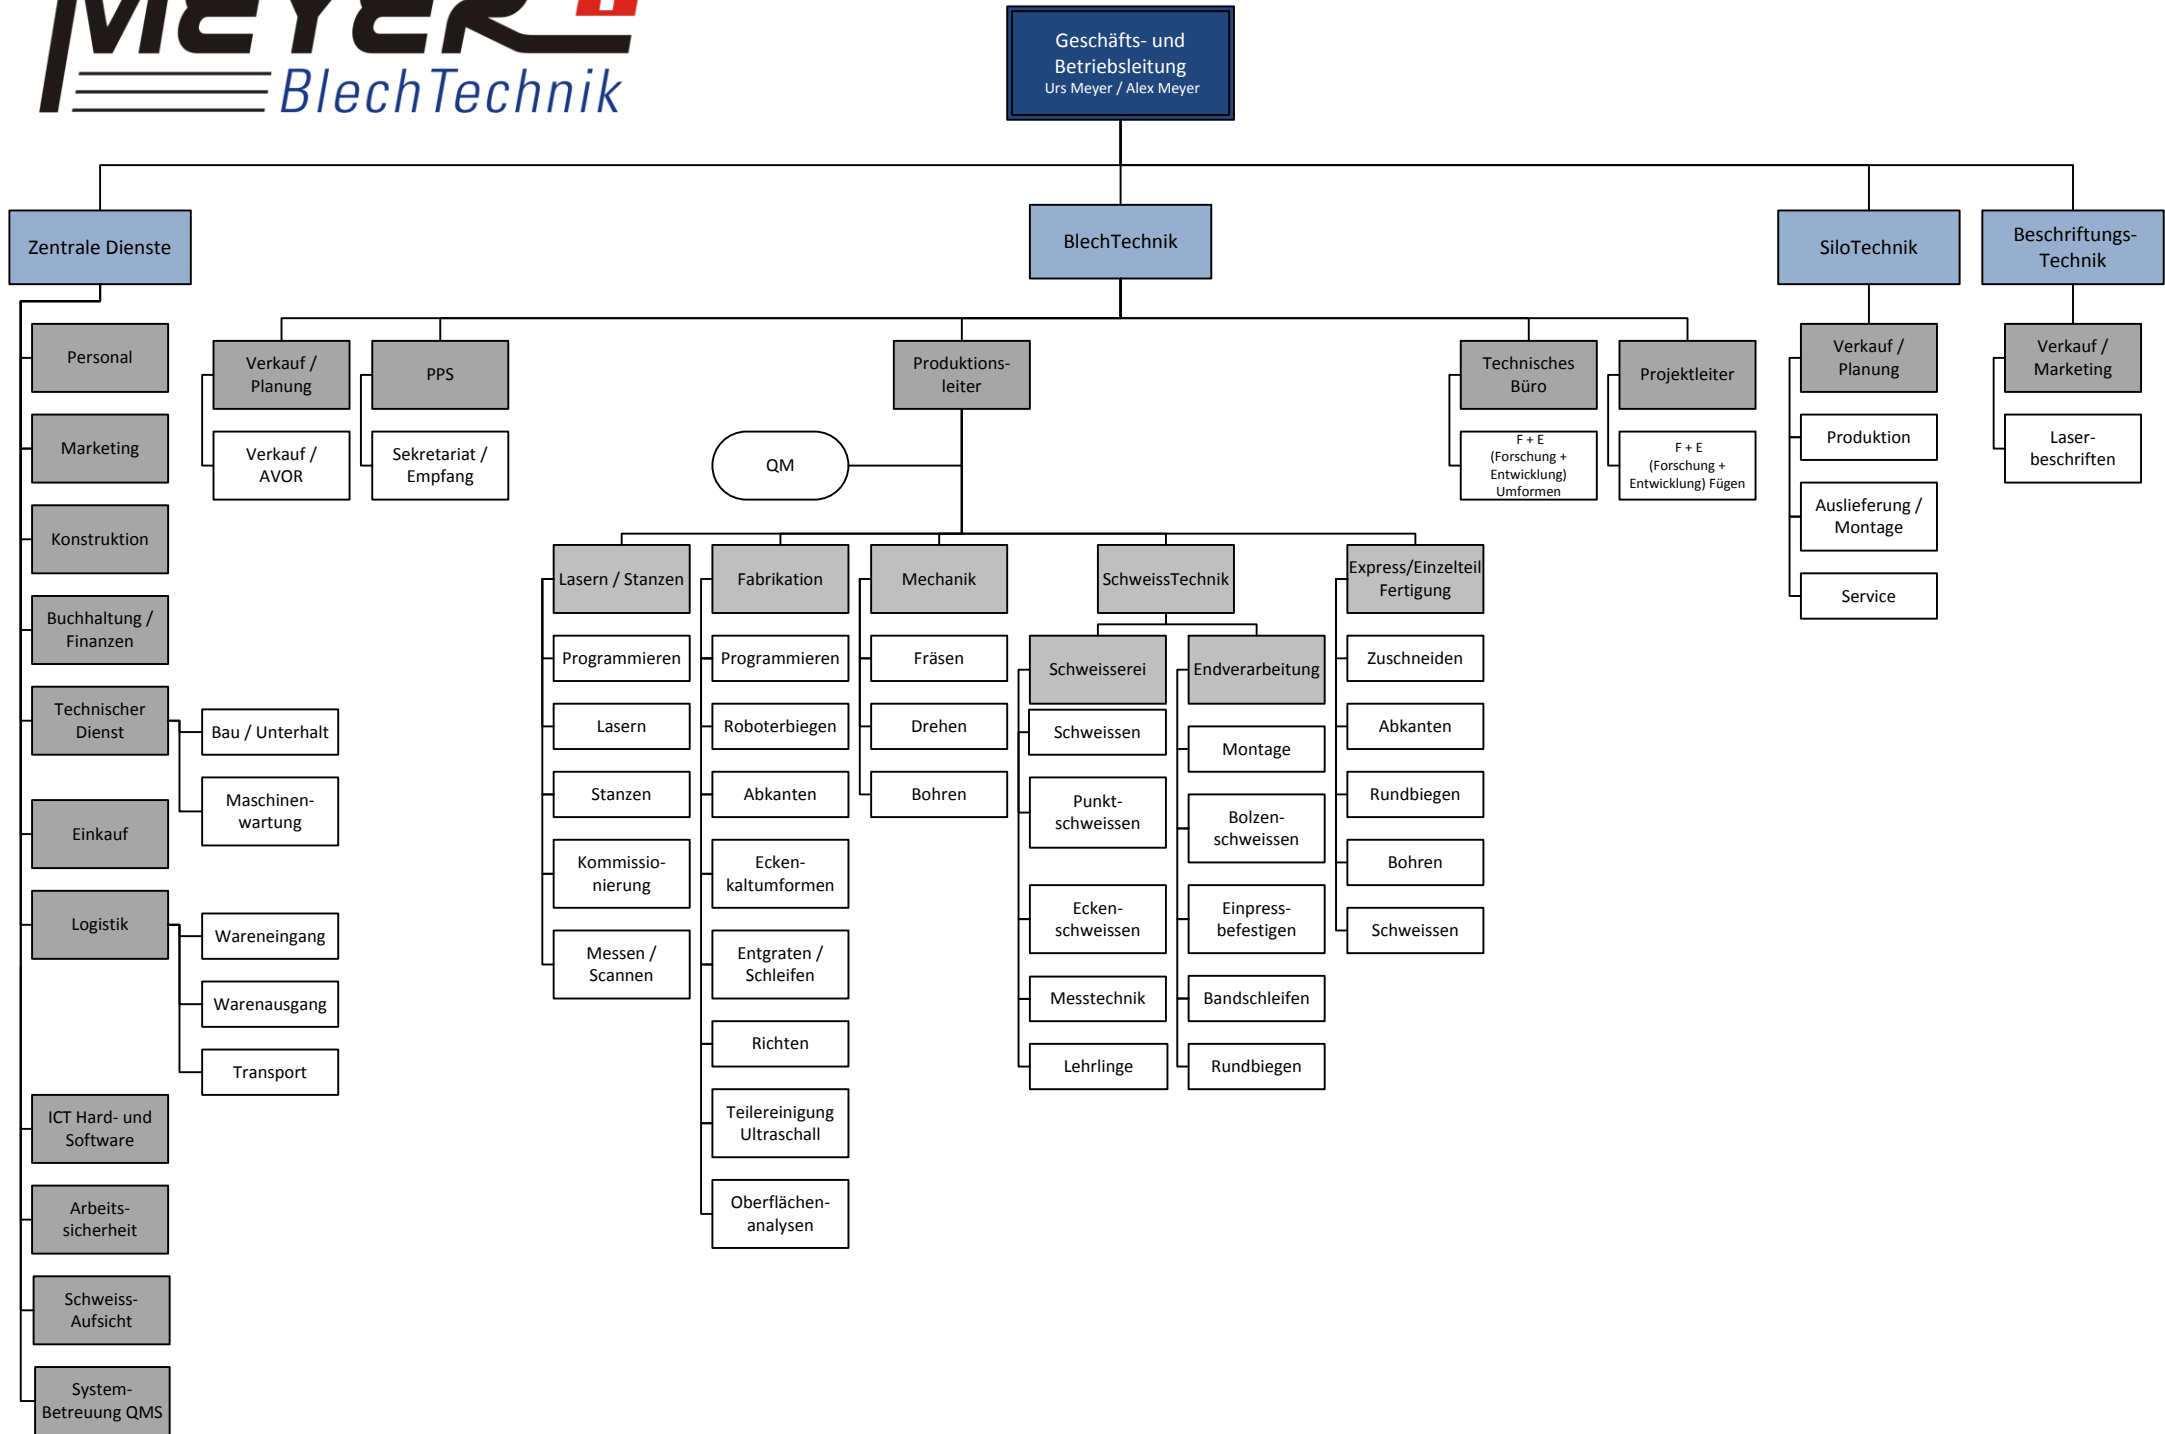 MEYER
BlechTechnik
Geschäfts- und
Betriebsleitung
Urs Meyer / Alex Meyer
Zentrale Dienste
BlechTechnik
SiloTechnik
Beschriftungs-
Technik
Personal
Marketing
Konstruktion
Buchhaltung /
Finanzen
Technischer
Dienst
Bau / Unterhalt
Maschinen-
wartung
Einkauf
Logistik
Wareneingang
Warenausgang
Transport
ICT Hard- und
Software
Arbeits-
sicherheit
Schweiss-
Aufsicht
System-
Betreuung QMS
Verkauf /
Planung
Verkauf /
AVOR
PPS
Sekretariat /
Empfang
Produktions-
leiter
QM
Lasern / Stanzen
Programmieren
Lasern
Stanzen
Kommissio-
nierung
Messen /
Scannen
Fabrikation
Programmieren
Roboterbiegen
Abkanten
Ecken-
kaltumformen
Entgraten /
Schleifen
Richten
Teilereinigung
Ultraschall
Oberflächen-
analysen
Mechanik
Fräsen
Drehen
Bohren
SchweissTechnik
Schweisserei
Schweissen
Punkt-
schweissen
Ecken-
schweissen
Messtechnik
Lehrlinge
Endverarbeitung
Montage
Bolzen-
schweissen
Einpress-
befestigen
Bandschleifen
Rundbiegen
Express/Einzelteil
Fertigung
Zuschneiden
Abkanten
Rundbiegen
Bohren
Schweissen
Technisches
Büro
F + E
(Forschung +
Entwicklung)
Umformen
Projektleiter
F + E
(Forschung +
Entwicklung) Fügen
Verkauf /
Planung
Produktion
Auslieferung /
Montage
Service
Verkauf /
Marketing
Laser-
beschriften